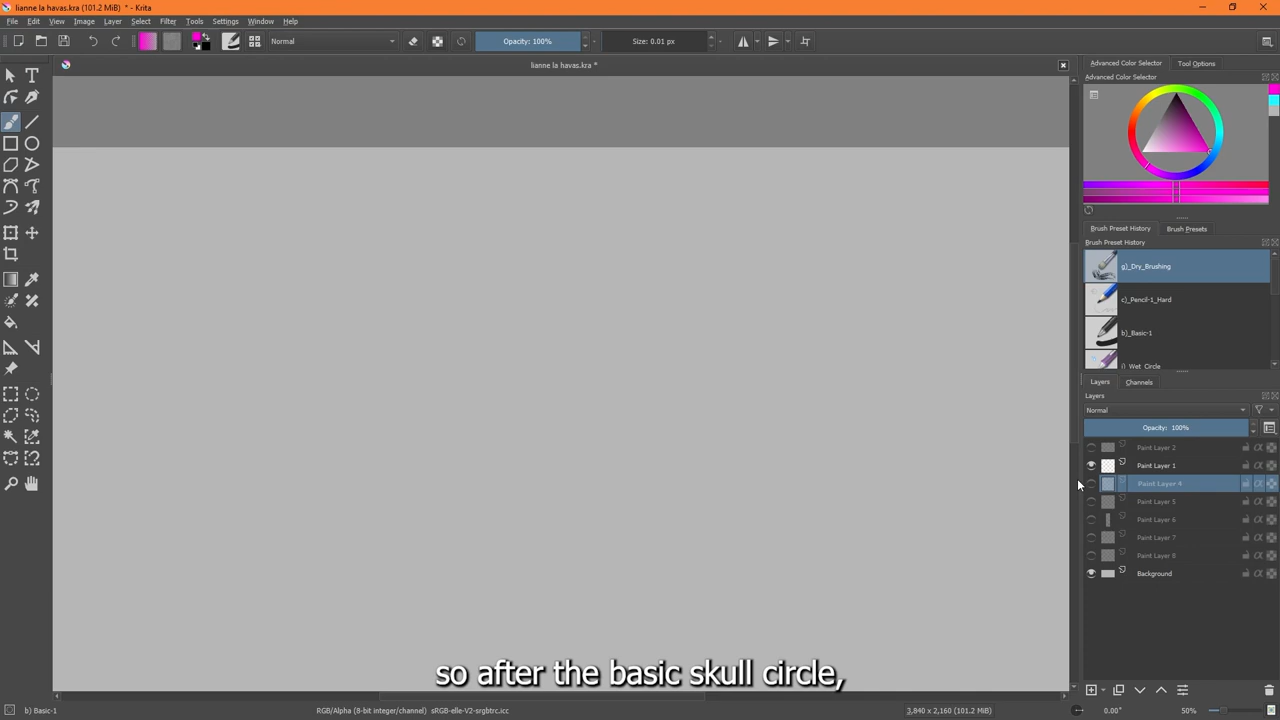 lianne la havas.kra (101.2 MiB) * - Krita
File Edit View Image Layer Select Filter Tools Settings Window Help
Normal Opacity: 100% Size: 0.01 px
lianne la havas.kra *
Advanced Color Selector Tool Options
Advanced Color Selector
Brush Preset History Brush Presets
Brush Preset History
g)_Dry_Brushing
c)_Pencil-1_Hard
b)_Basic-1
i)_Wet_Circle
Layers Channels
Layers
Normal
Opacity: 100%
Paint Layer 2
Paint Layer 1
Paint Layer 4
Paint Layer 5
Paint Layer 6
Paint Layer 7
Paint Layer 8
Background
so after the basic skull circle,
b) Basic-1 RGB/Alpha (8-bit integer/channel) sRGB-elle-V2-srgbtrc.icc 3,840 x 2,160 (101.2 MiB) 0.00° 50%